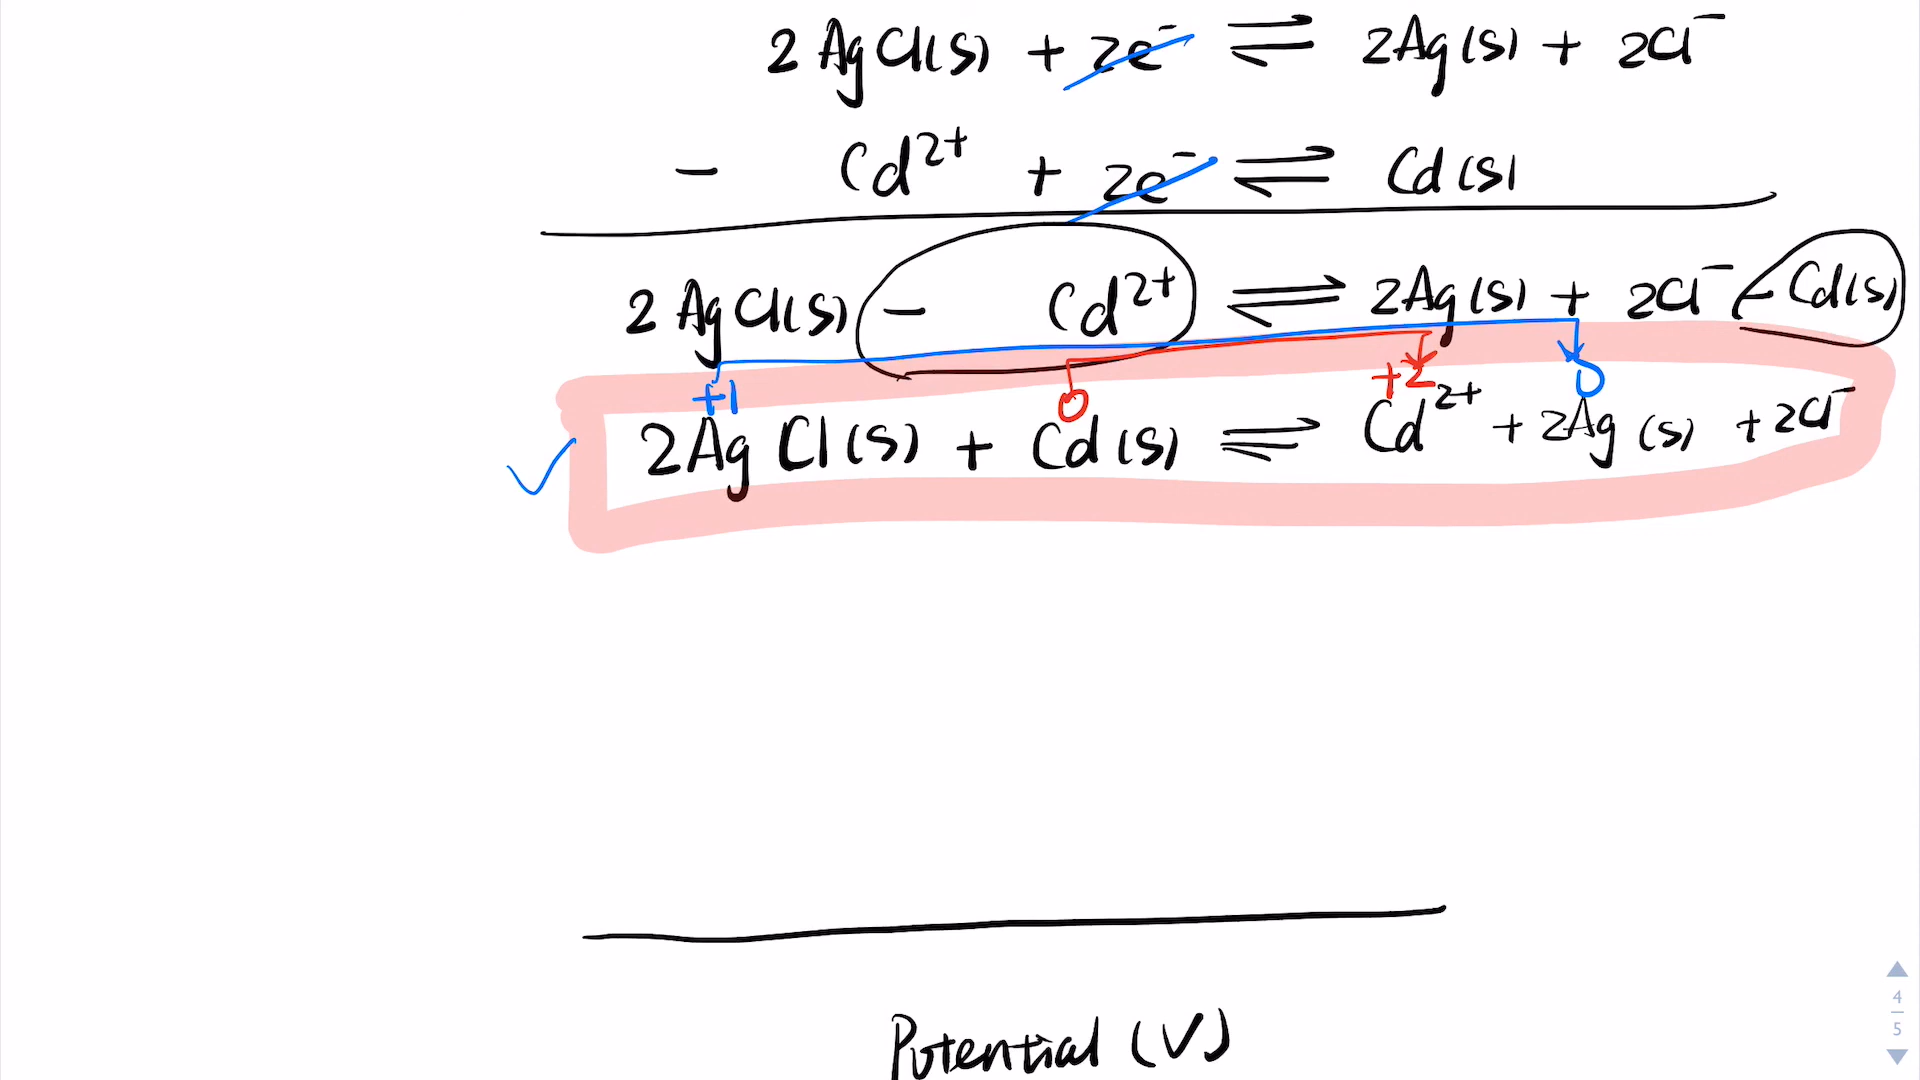 2 AgCl(s) + 2e⁻ ⇌ 2Ag(s) + 2Cl⁻
- Cd²⁺ + 2e⁻ ⇌ Cd(s)
2 AgCl(s) - Cd²⁺ ⇌ 2Ag(s) + 2Cl⁻ - Cd(s)
+1 0 +2 0
2AgCl(s) + Cd(s) ⇌ Cd²⁺ + 2Ag(s) + 2Cl⁻
Potential (V)
4
5